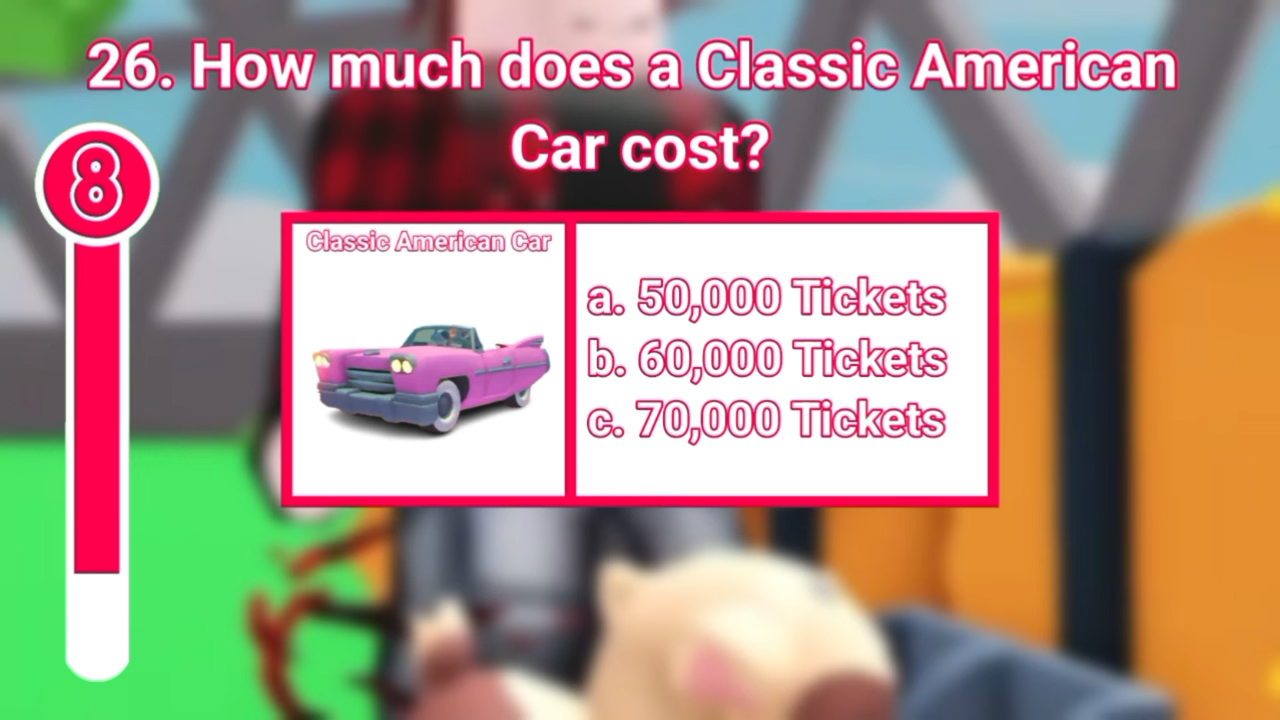 26. How much does a Classic American
Car cost?
8
Classic American Car
a. 50,000 Tickets
b. 60,000 Tickets
c. 70,000 Tickets